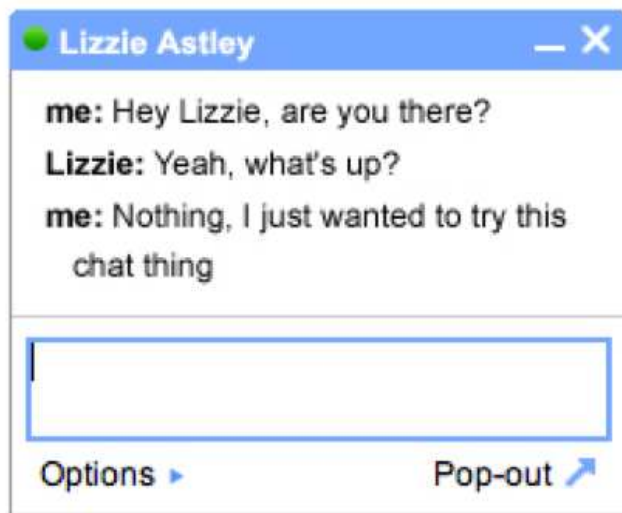 Lizzie Astley
me: Hey Lizzie, are you there?
Lizzie: Yeah, what's up?
me: Nothing, I just wanted to try this
chat thing
Options
Pop-out